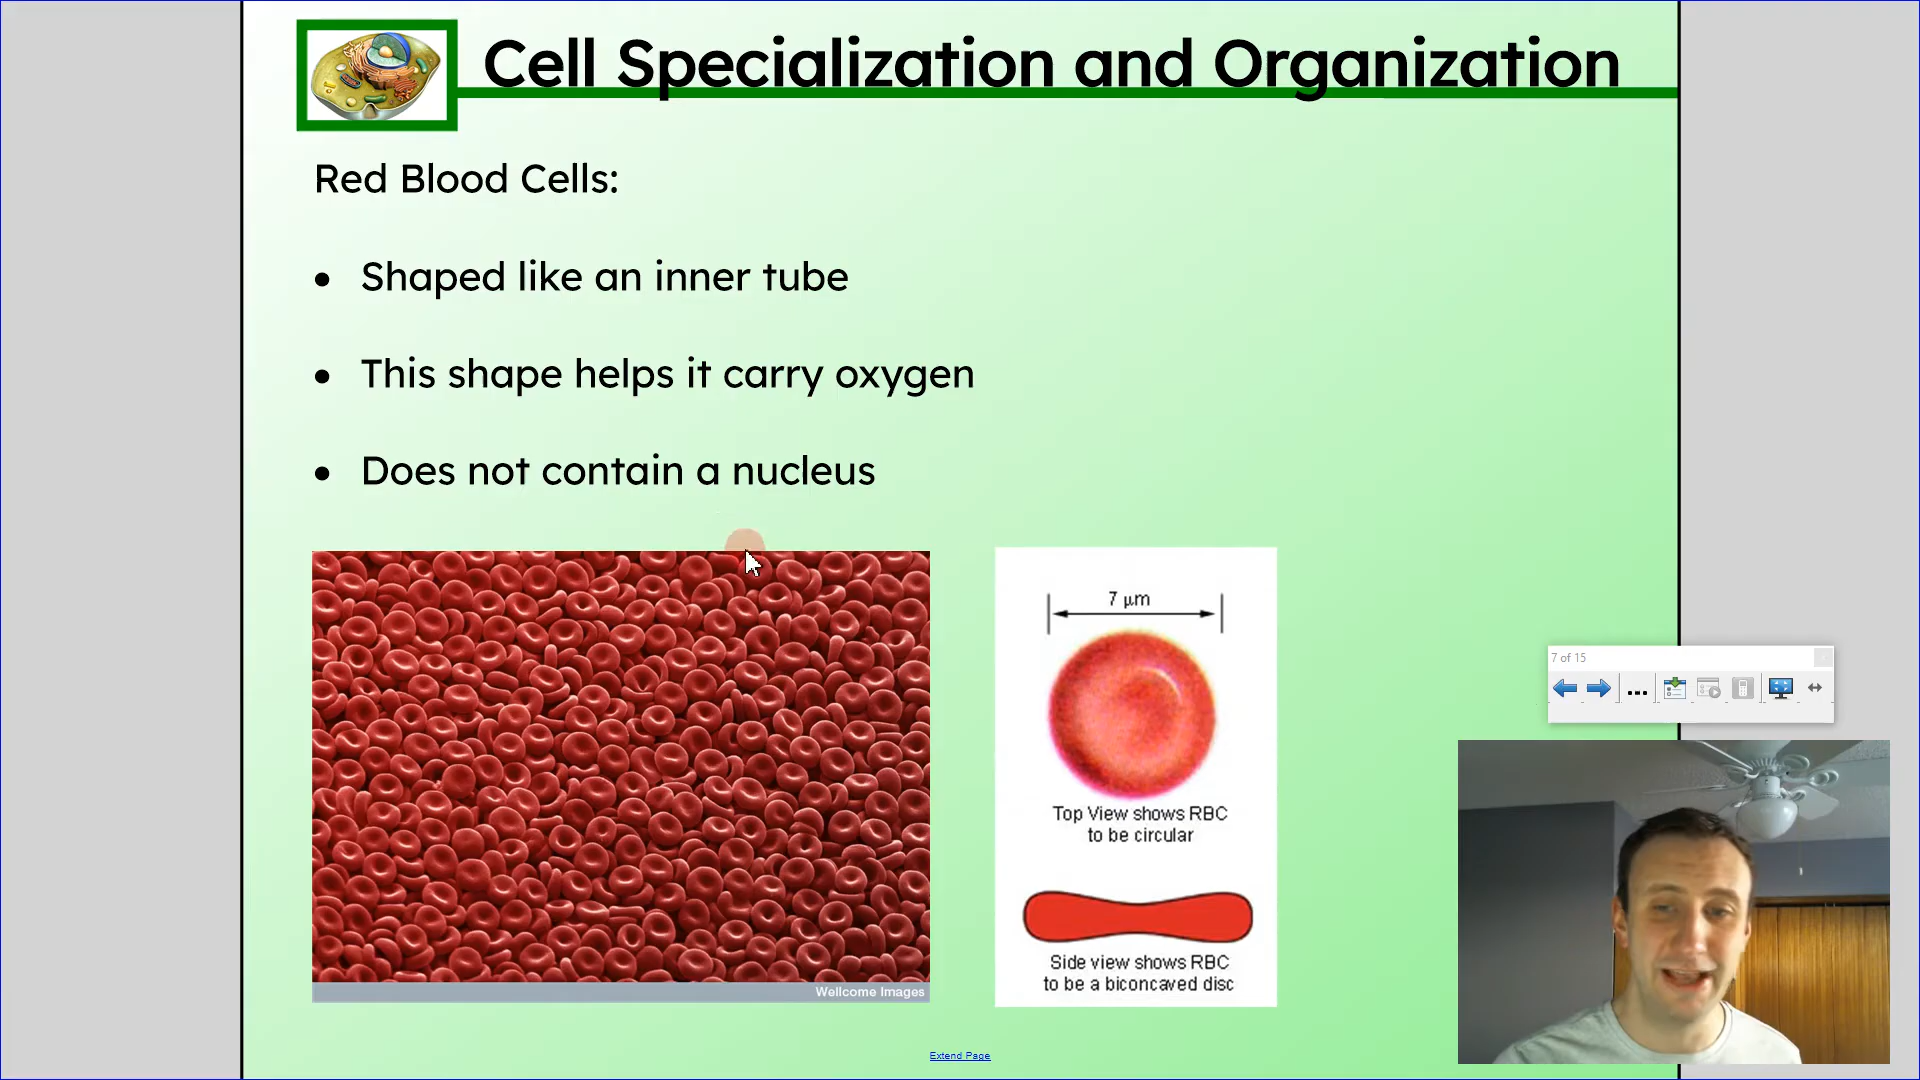 Cell Specialization and Organization
Red Blood Cells:
• Shaped like an inner tube
• This shape helps it carry oxygen
• Does not contain a nucleus
7 µm
Top View shows RBC
to be circular
Side view shows RBC
to be a biconcaved disc
Wellcome Images
7 of 15
Extend Page